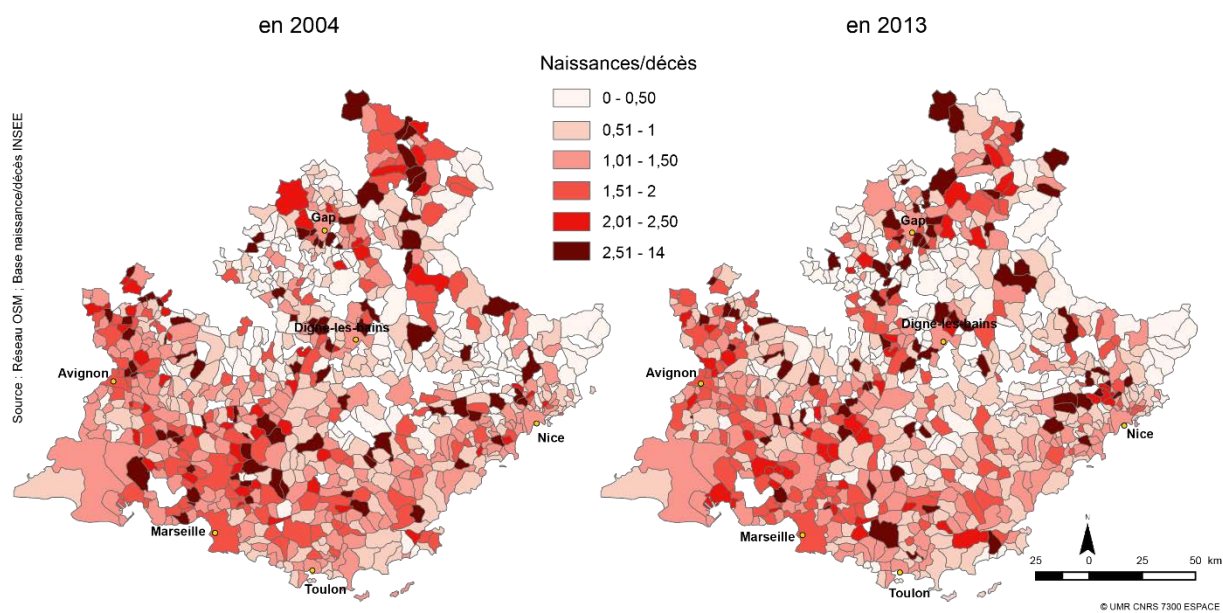 en 2004
en 2013
Naissances/décès
0 - 0,50
0,51 - 1
1,01 - 1,50
1,51 - 2
2,01 - 2,50
2,51 - 14
Source : Réseau OSM ; Base naissance/décès INSEE
Gap
Digne-les-bains
Avignon
Nice
Marseille
Toulon
Gap
Digne-les-bains
Avignon
Nice
Marseille
Toulon
N
25 0 25 50 km
© UMR CNRS 7300 ESPACE